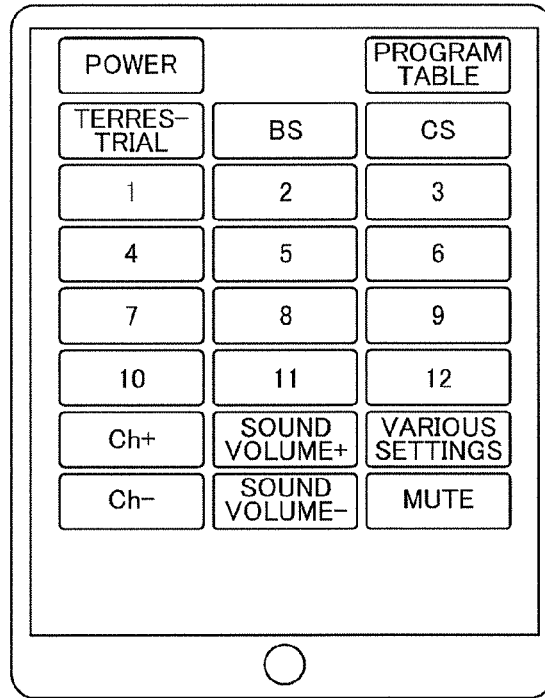 POWER
PROGRAM
TABLE
TERRES-
TRIAL
BS
CS
1
2
3
4
5
6
7
8
9
10
11
12
Ch+
SOUND
VOLUME+
VARIOUS
SETTINGS
Ch-
SOUND
VOLUME-
MUTE